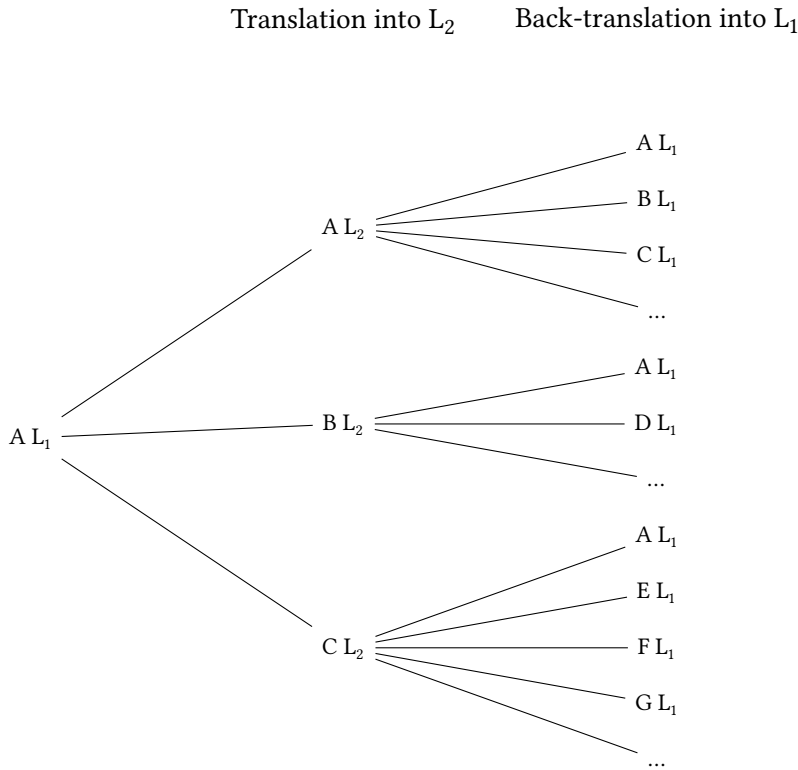 Translation into L₂ Back-translation into L₁
A L₁
B L₁
A L₂
C L₁
...
A L₁
A L₁
B L₂
D L₁
...
A L₁
E L₁
C L₂
F L₁
G L₁
...